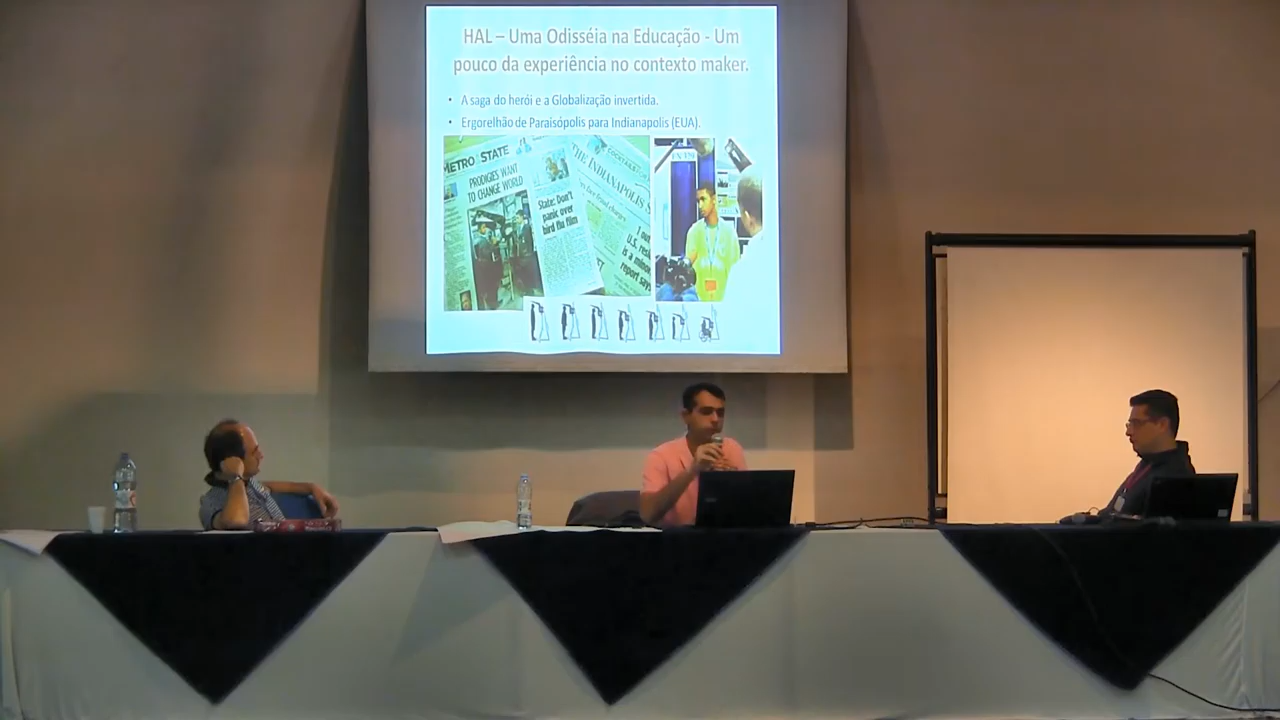 HAL – Uma Odisséia na Educação - Um
pouco da experiência no contexto maker.
• A saga do herói e a Globalização invertida.
• Ergorelhão de Paraisópolis para Indianapolis (EUA).
METRO STATE
PRODIGES WANT
TO CHANGE WORLD
State: Don't
panic over
bird flu film
THE INDIANAPOLIS S